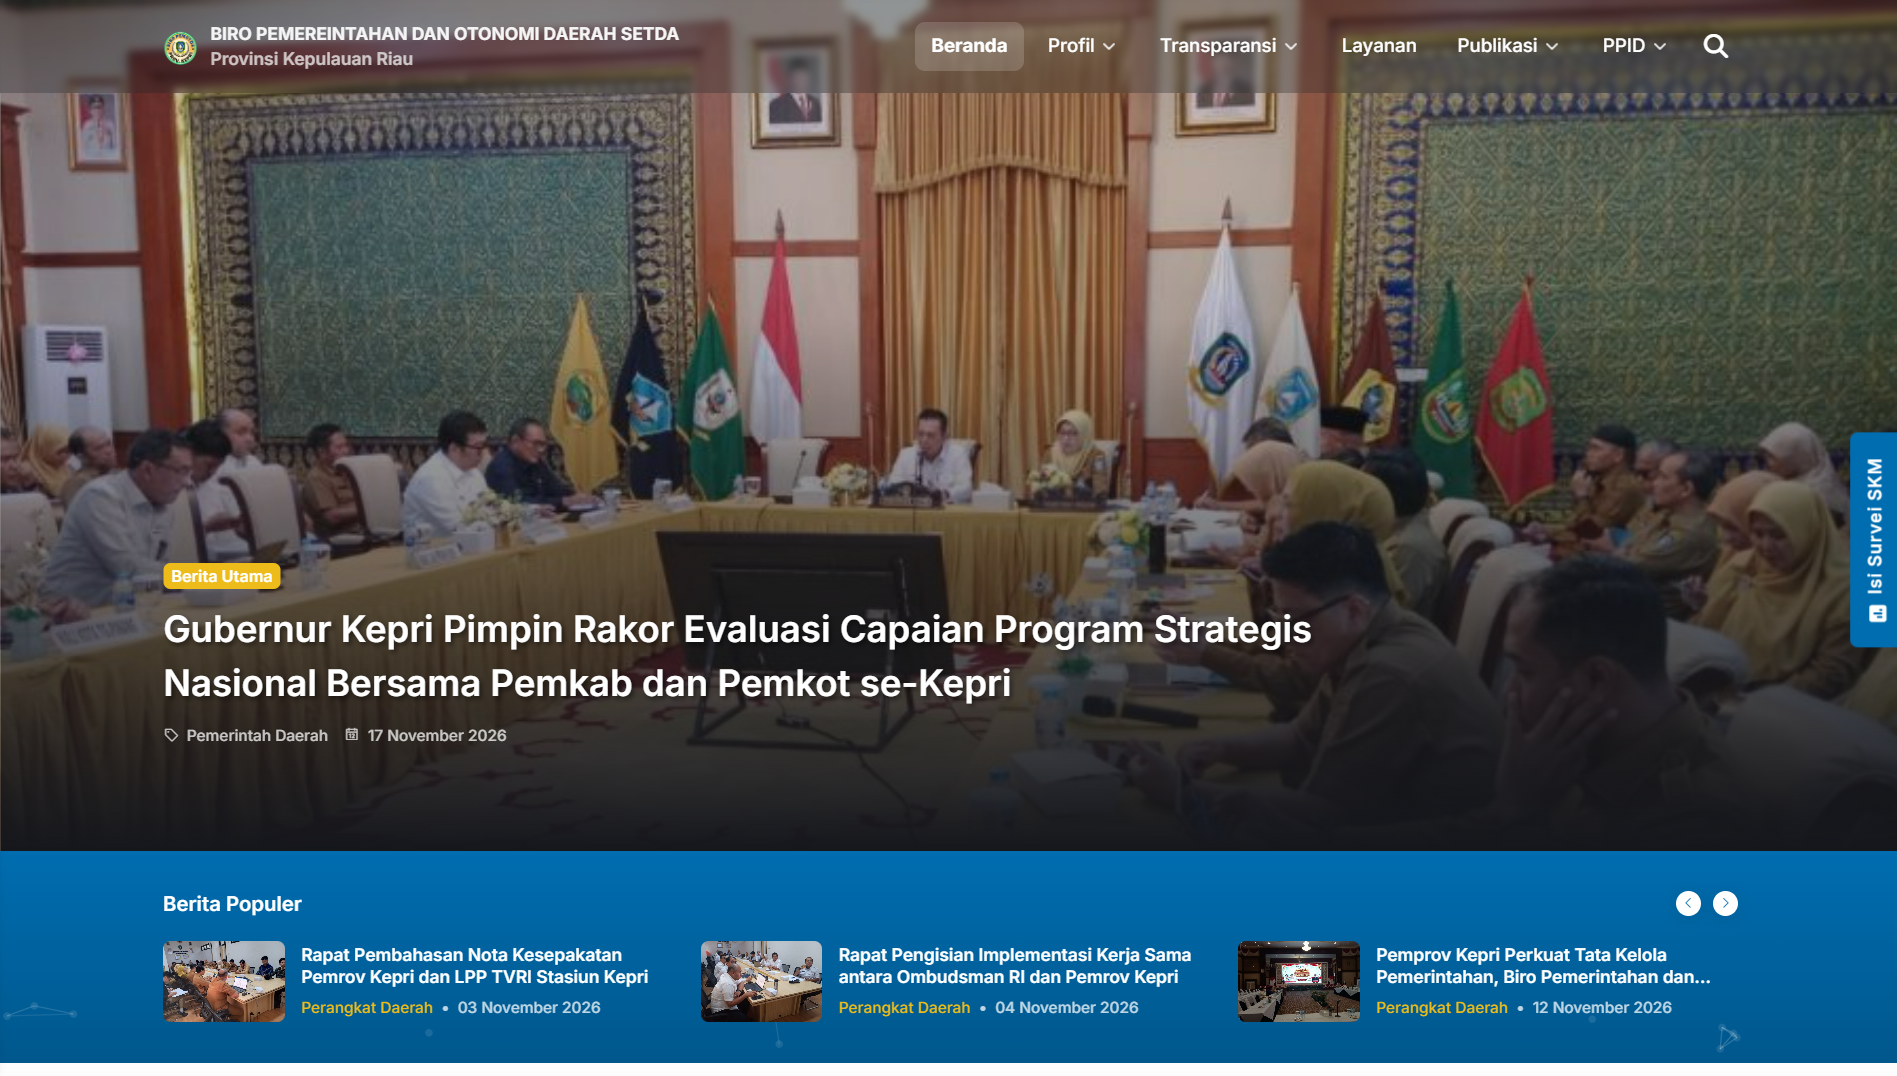 BIRO PEMEREINTAHAN DAN OTONOMI DAERAH SETDA
Provinsi Kepulauan Riau
Beranda
Profil
Transparansi
Layanan
Publikasi
PPID
Isi Survei SKM
Berita Utama
Gubernur Kepri Pimpin Rakor Evaluasi Capaian Program Strategis
Nasional Bersama Pemkab dan Pemkot se-Kepri
Pemerintah Daerah
17 November 2026
Berita Populer
Rapat Pembahasan Nota Kesepakatan
Pemrov Kepri dan LPP TVRI Stasiun Kepri
Perangkat Daerah • 03 November 2026
Rapat Pengisian Implementasi Kerja Sama
antara Ombudsman RI dan Pemrov Kepri
Perangkat Daerah • 04 November 2026
Pemprov Kepri Perkuat Tata Kelola
Pemerintahan, Biro Pemerintahan dan...
Perangkat Daerah • 12 November 2026